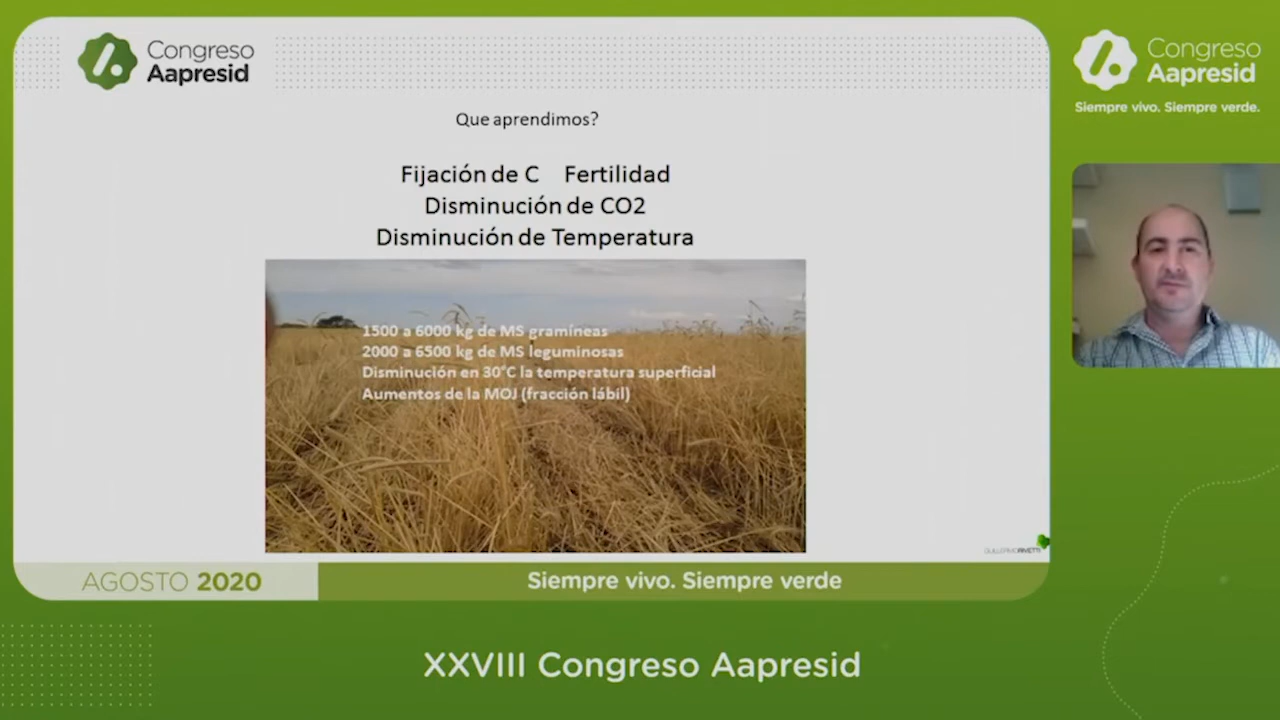 Congreso
Aapresid
Que aprendimos?
Fijación de C Fertilidad
Disminución de CO2
Disminución de Temperatura
1500 a 6000 kg de MS gramíneas
2000 a 6500 kg de MS leguminosas
Disminución en 30°C la temperatura superficial
Aumentos de la MOJ (fracción lábil)
GUILLERMORIVETTI
AGOSTO 2020
Siempre vivo. Siempre verde
XXVIII Congreso Aapresid
Congreso
Aapresid
Siempre vivo. Siempre verde.